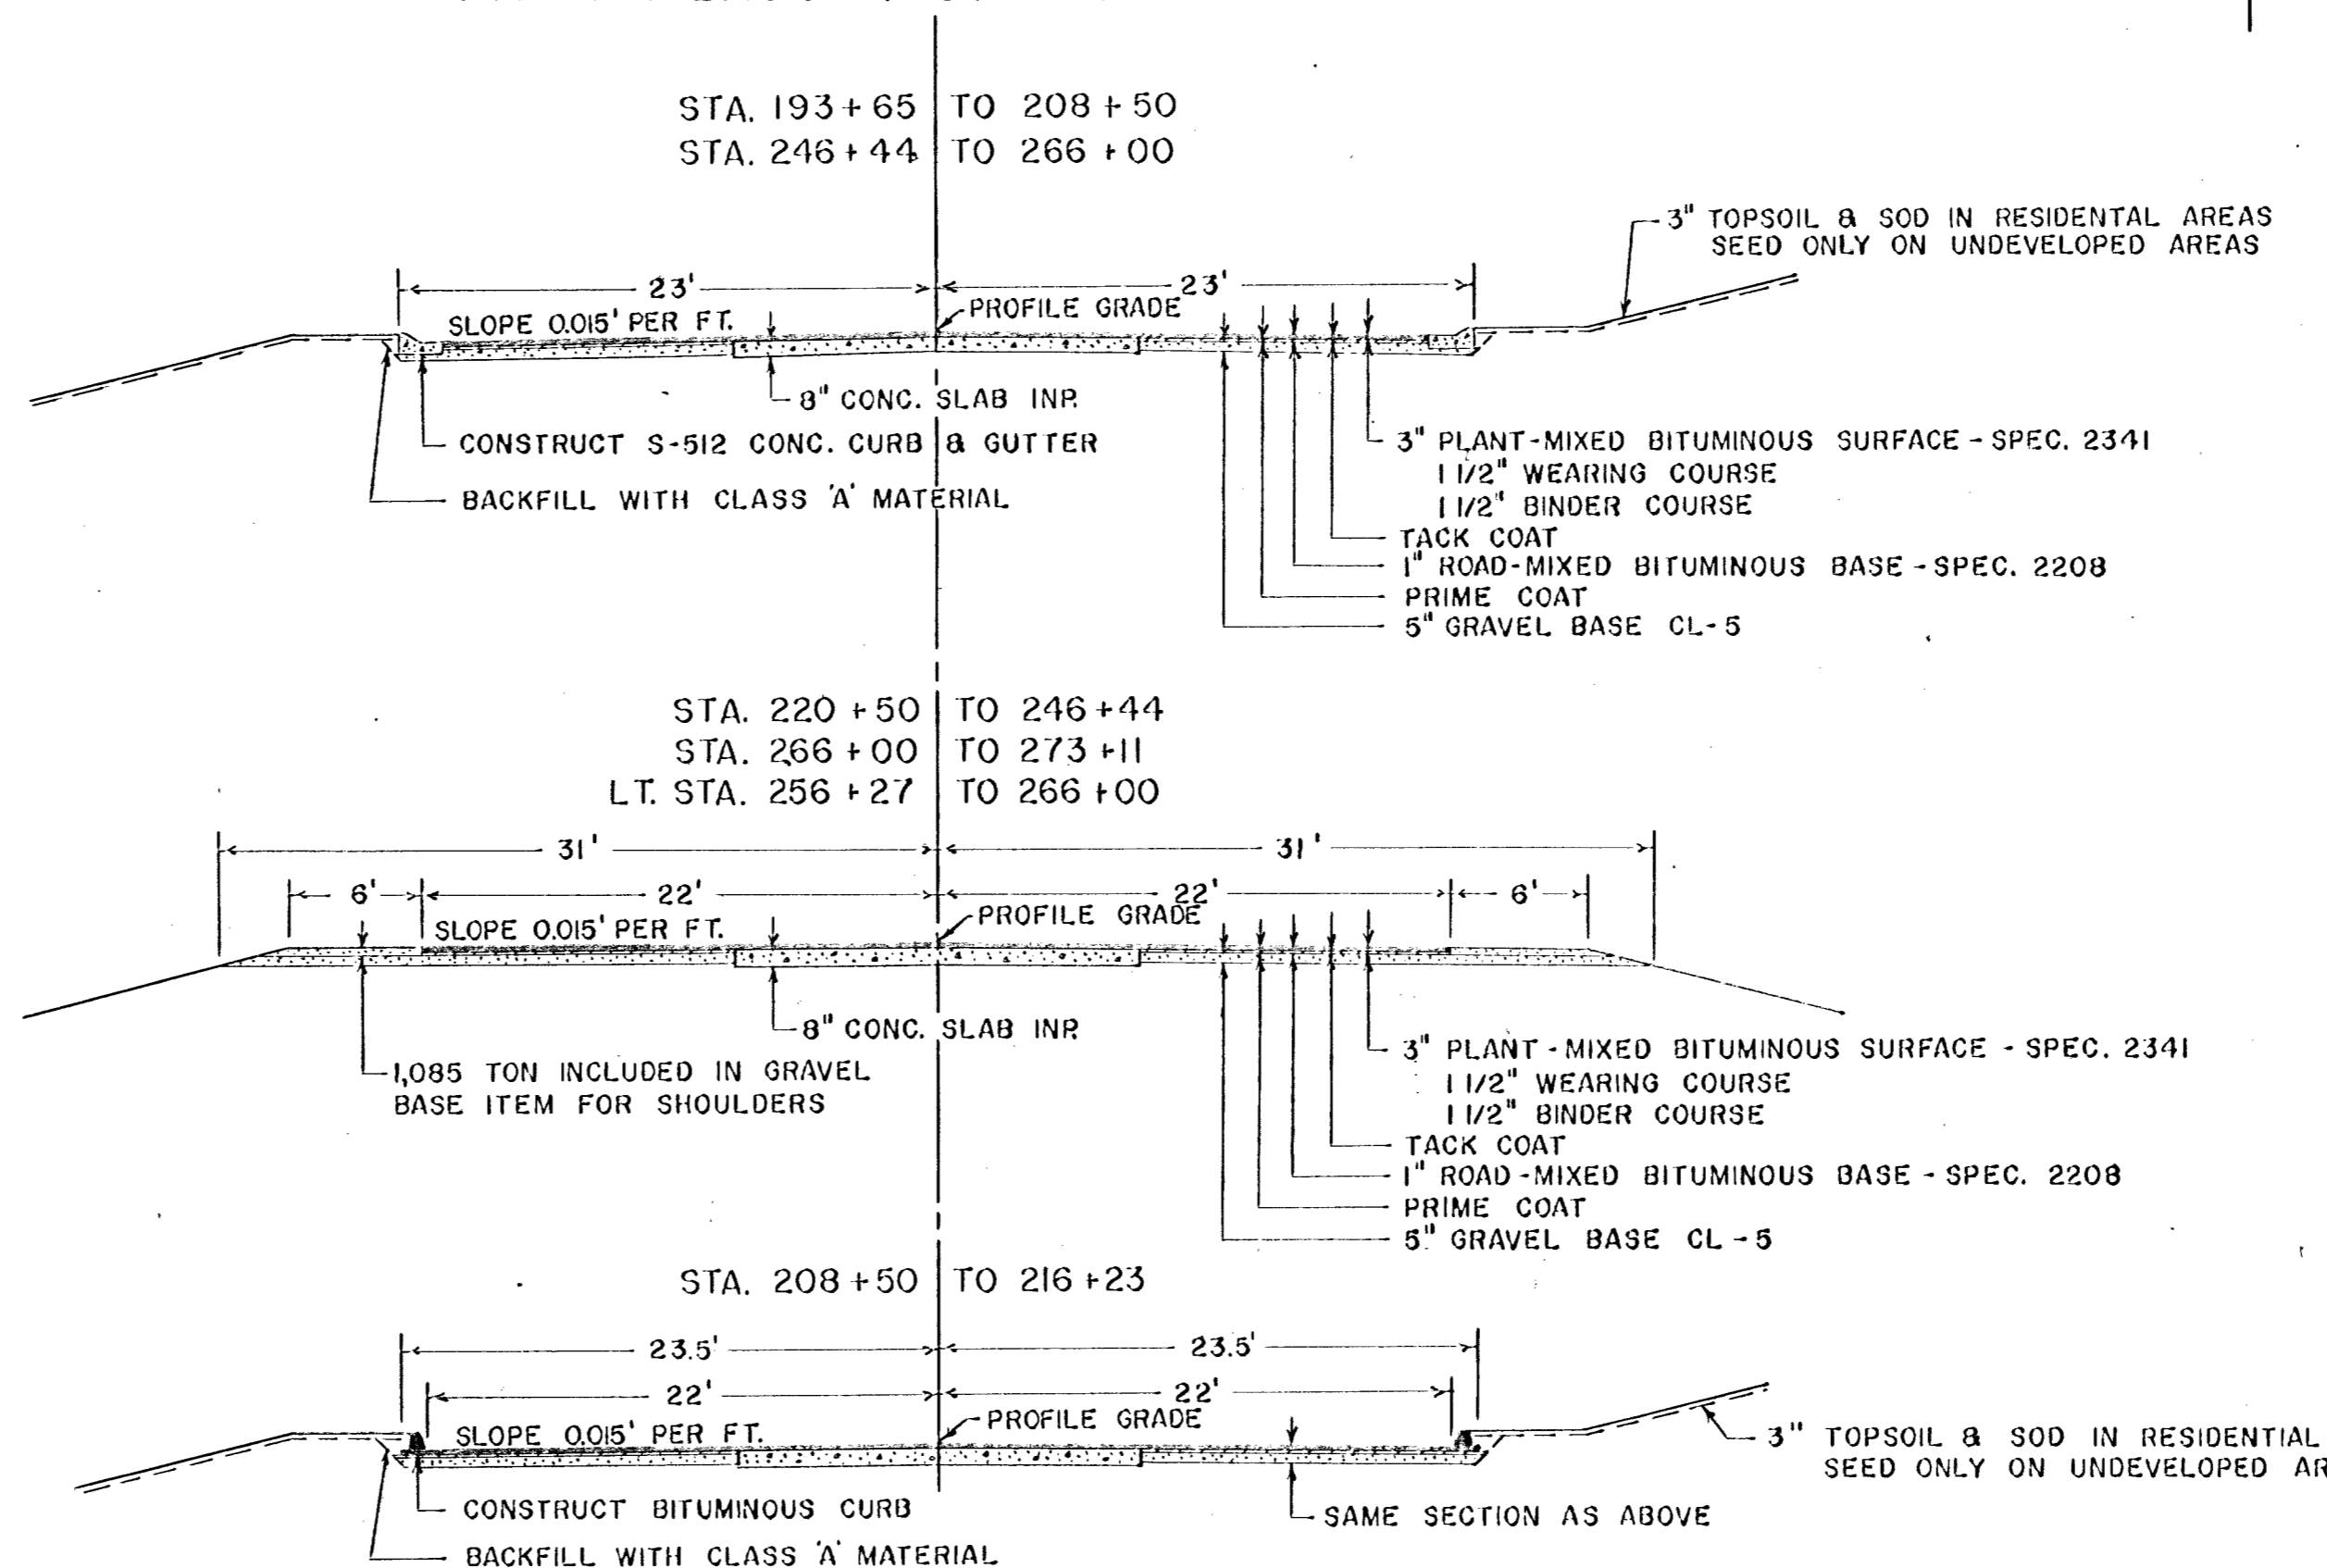 STA. 193+65 TO 208+50
STA. 246+44 TO 266+00
3" TOPSOIL & SOD IN RESIDENTAL AREAS
SEED ONLY ON UNDEVELOPED AREAS
23' 23'
PROFILE GRADE
SLOPE 0.015' PER FT.
8" CONC. SLAB INP.
CONSTRUCT S-512 CONC. CURB & GUTTER
BACKFILL WITH CLASS 'A' MATERIAL
3" PLANT-MIXED BITUMINOUS SURFACE - SPEC. 2341
1 1/2" WEARING COURSE
1 1/2" BINDER COURSE
TACK COAT
1" ROAD-MIXED BITUMINOUS BASE - SPEC. 2208
PRIME COAT
5" GRAVEL BASE CL-5
STA. 220+50 TO 246+44
STA. 266+00 TO 273+11
LT. STA. 256+27 TO 266+00
31' 31'
6' 22' 22' 6'
PROFILE GRADE
SLOPE 0.015' PER FT.
8" CONC. SLAB INP.
1,085 TON INCLUDED IN GRAVEL
BASE ITEM FOR SHOULDERS
3" PLANT-MIXED BITUMINOUS SURFACE - SPEC. 2341
1 1/2" WEARING COURSE
1 1/2" BINDER COURSE
TACK COAT
1" ROAD-MIXED BITUMINOUS BASE - SPEC. 2208
PRIME COAT
5" GRAVEL BASE CL-5
STA. 208+50 TO 216+23
23.5' 23.5'
22' 22'
PROFILE GRADE
SLOPE 0.015' PER FT.
3" TOPSOIL & SOD IN RESIDENTIAL
SEED ONLY ON UNDEVELOPED AR
CONSTRUCT BITUMINOUS CURB
SAME SECTION AS ABOVE
BACKFILL WITH CLASS 'A' MATERIAL